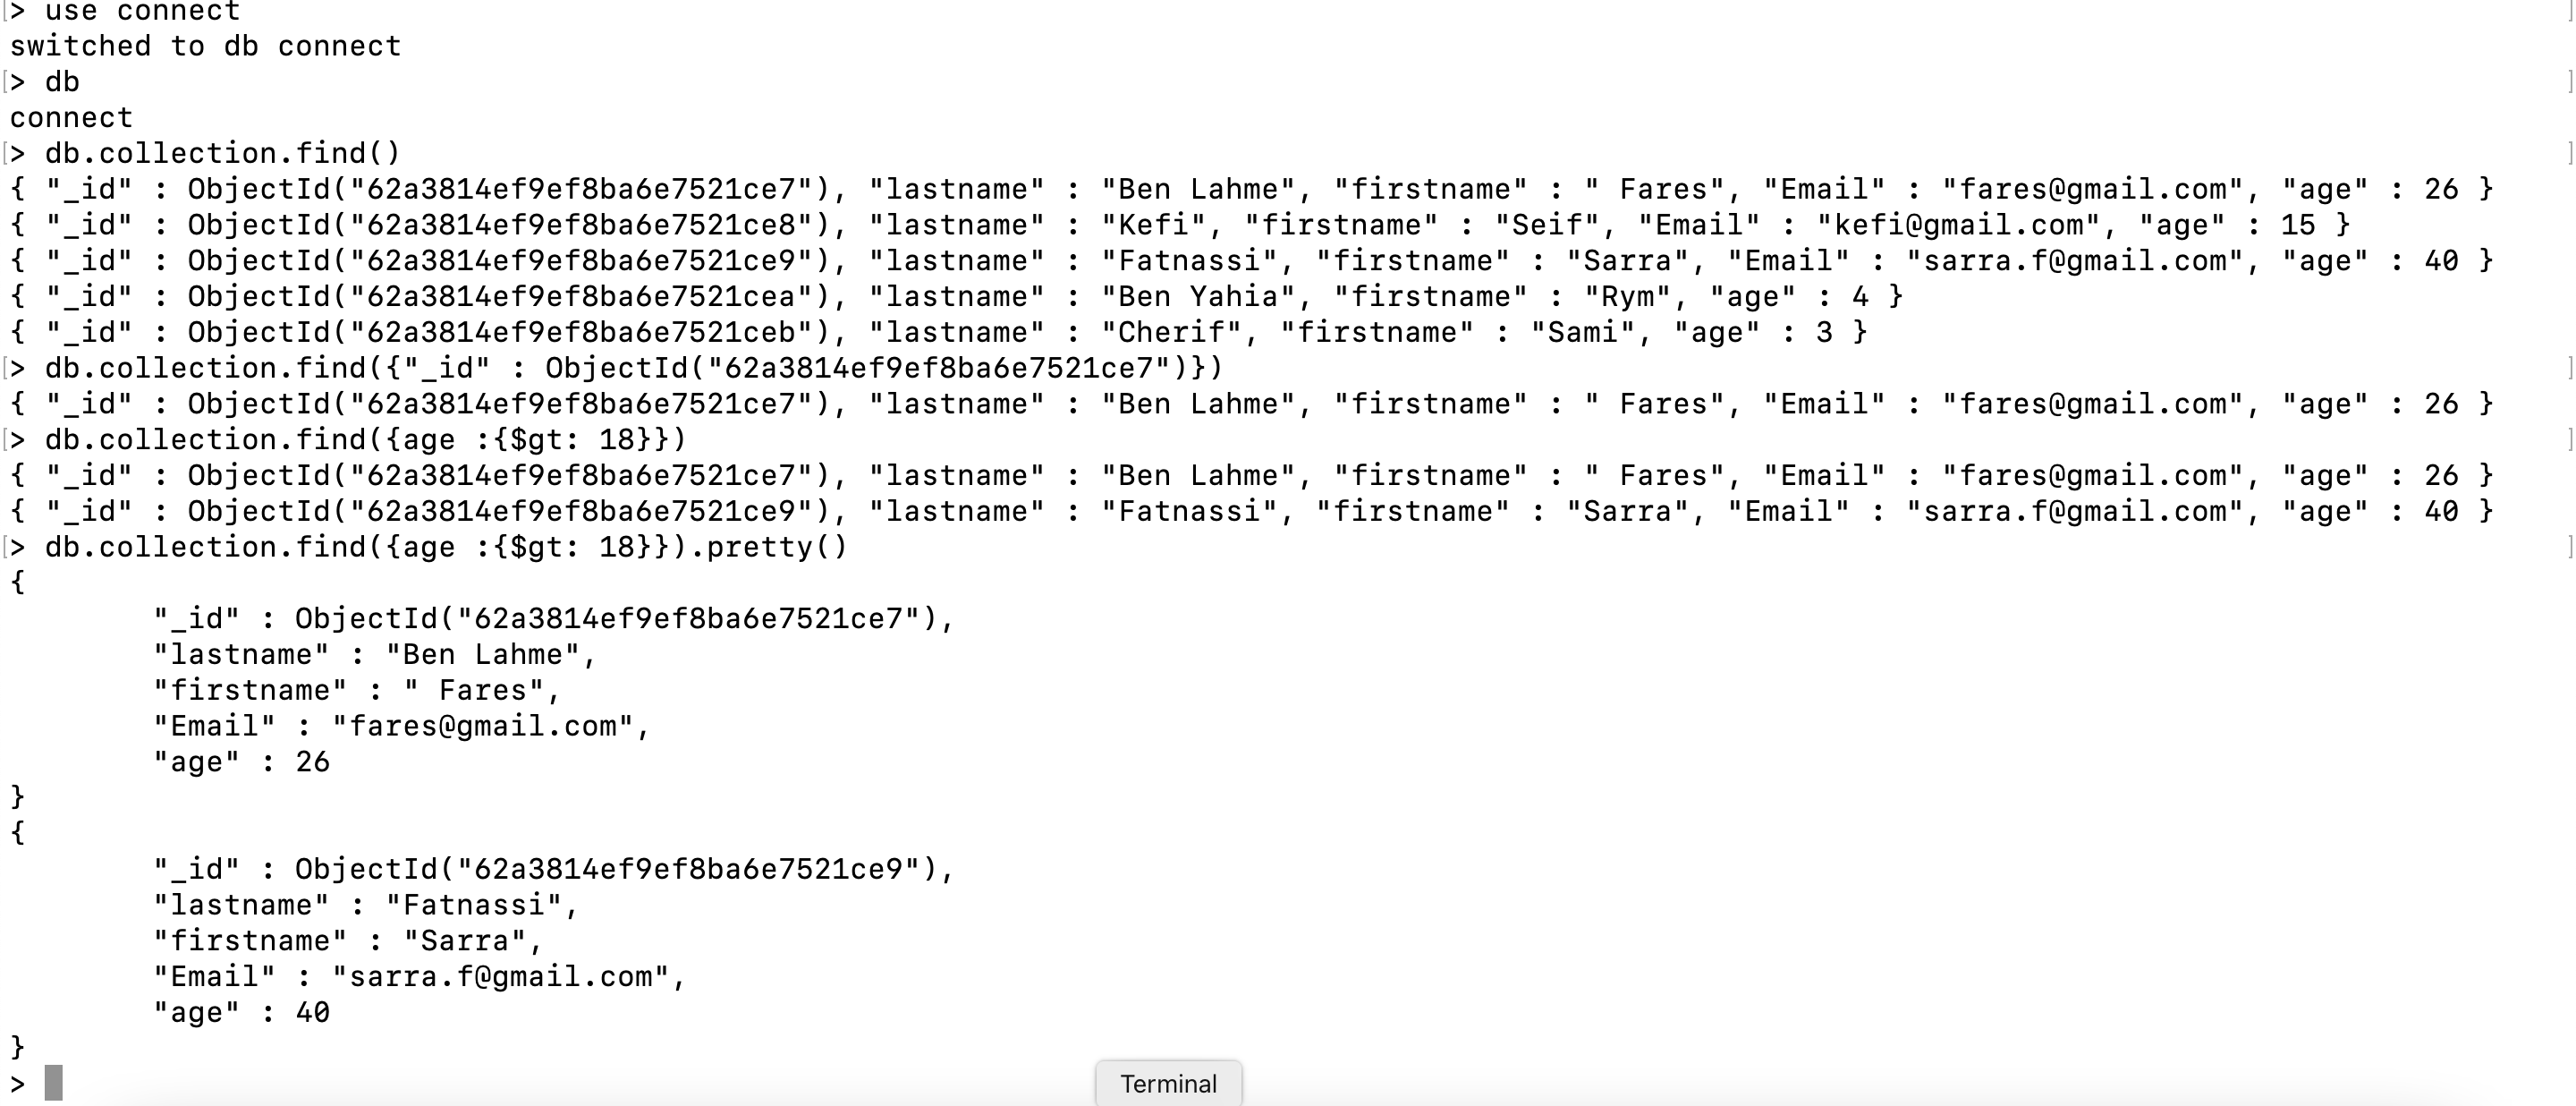 > use connect
switched to db connect
> db
connect
> db.collection.find()
{ "_id" : ObjectId("62a3814ef9ef8ba6e7521ce7"), "lastname" : "Ben Lahme", "firstname" : " Fares", "Email" : "fares@gmail.com", "age" : 26 }
{ "_id" : ObjectId("62a3814ef9ef8ba6e7521ce8"), "lastname" : "Kefi", "firstname" : "Seif", "Email" : "kefi@gmail.com", "age" : 15 }
{ "_id" : ObjectId("62a3814ef9ef8ba6e7521ce9"), "lastname" : "Fatnassi", "firstname" : "Sarra", "Email" : "sarra.f@gmail.com", "age" : 40 }
{ "_id" : ObjectId("62a3814ef9ef8ba6e7521cea"), "lastname" : "Ben Yahia", "firstname" : "Rym", "age" : 4 }
{ "_id" : ObjectId("62a3814ef9ef8ba6e7521ceb"), "lastname" : "Cherif", "firstname" : "Sami", "age" : 3 }
> db.collection.find({"_id" : ObjectId("62a3814ef9ef8ba6e7521ce7")})
{ "_id" : ObjectId("62a3814ef9ef8ba6e7521ce7"), "lastname" : "Ben Lahme", "firstname" : " Fares", "Email" : "fares@gmail.com", "age" : 26 }
> db.collection.find({age :{$gt: 18}})
{ "_id" : ObjectId("62a3814ef9ef8ba6e7521ce7"), "lastname" : "Ben Lahme", "firstname" : " Fares", "Email" : "fares@gmail.com", "age" : 26 }
{ "_id" : ObjectId("62a3814ef9ef8ba6e7521ce9"), "lastname" : "Fatnassi", "firstname" : "Sarra", "Email" : "sarra.f@gmail.com", "age" : 40 }
> db.collection.find({age :{$gt: 18}}).pretty()
{
        "_id" : ObjectId("62a3814ef9ef8ba6e7521ce7"),
        "lastname" : "Ben Lahme",
        "firstname" : " Fares",
        "Email" : "fares@gmail.com",
        "age" : 26
}
{
        "_id" : ObjectId("62a3814ef9ef8ba6e7521ce9"),
        "lastname" : "Fatnassi",
        "firstname" : "Sarra",
        "Email" : "sarra.f@gmail.com",
        "age" : 40
}
>
Terminal